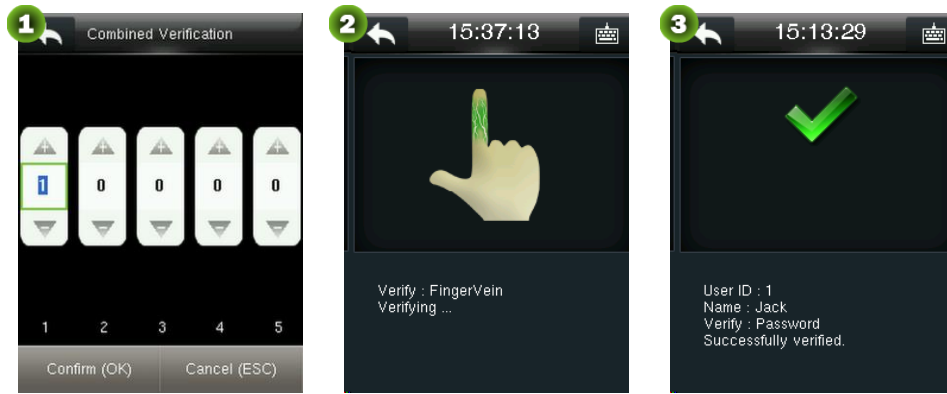 1
Combined Verification
1 0 0 0 0
1 2 3 4 5
Confirm (OK) Cancel (ESC)
2
15:37:13
Verify : FingerVein
Verifying ...
3
15:13:29
User ID : 1
Name : Jack
Verify : Password
Successfully verified.